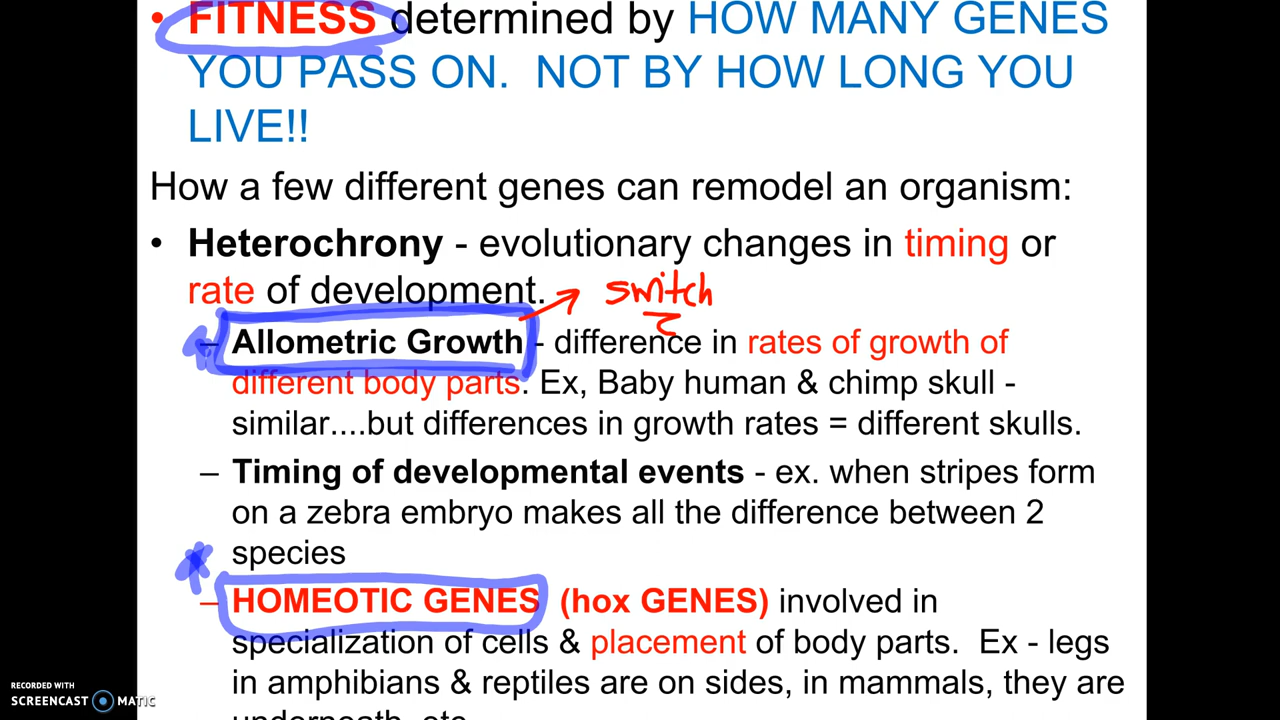 • FITNESS determined by HOW MANY GENES
YOU PASS ON. NOT BY HOW LONG YOU
LIVE!!
How a few different genes can remodel an organism:
• Heterochrony - evolutionary changes in timing or
rate of development.
switch
– Allometric Growth - difference in rates of growth of
different body parts. Ex, Baby human & chimp skull -
similar....but differences in growth rates = different skulls.
– Timing of developmental events - ex. when stripes form
on a zebra embryo makes all the difference between 2
species
– HOMEOTIC GENES (hox GENES) involved in
specialization of cells & placement of body parts. Ex - legs
in amphibians & reptiles are on sides, in mammals, they are
underneath, etc
RECORDED WITH
SCREENCAST MATIC